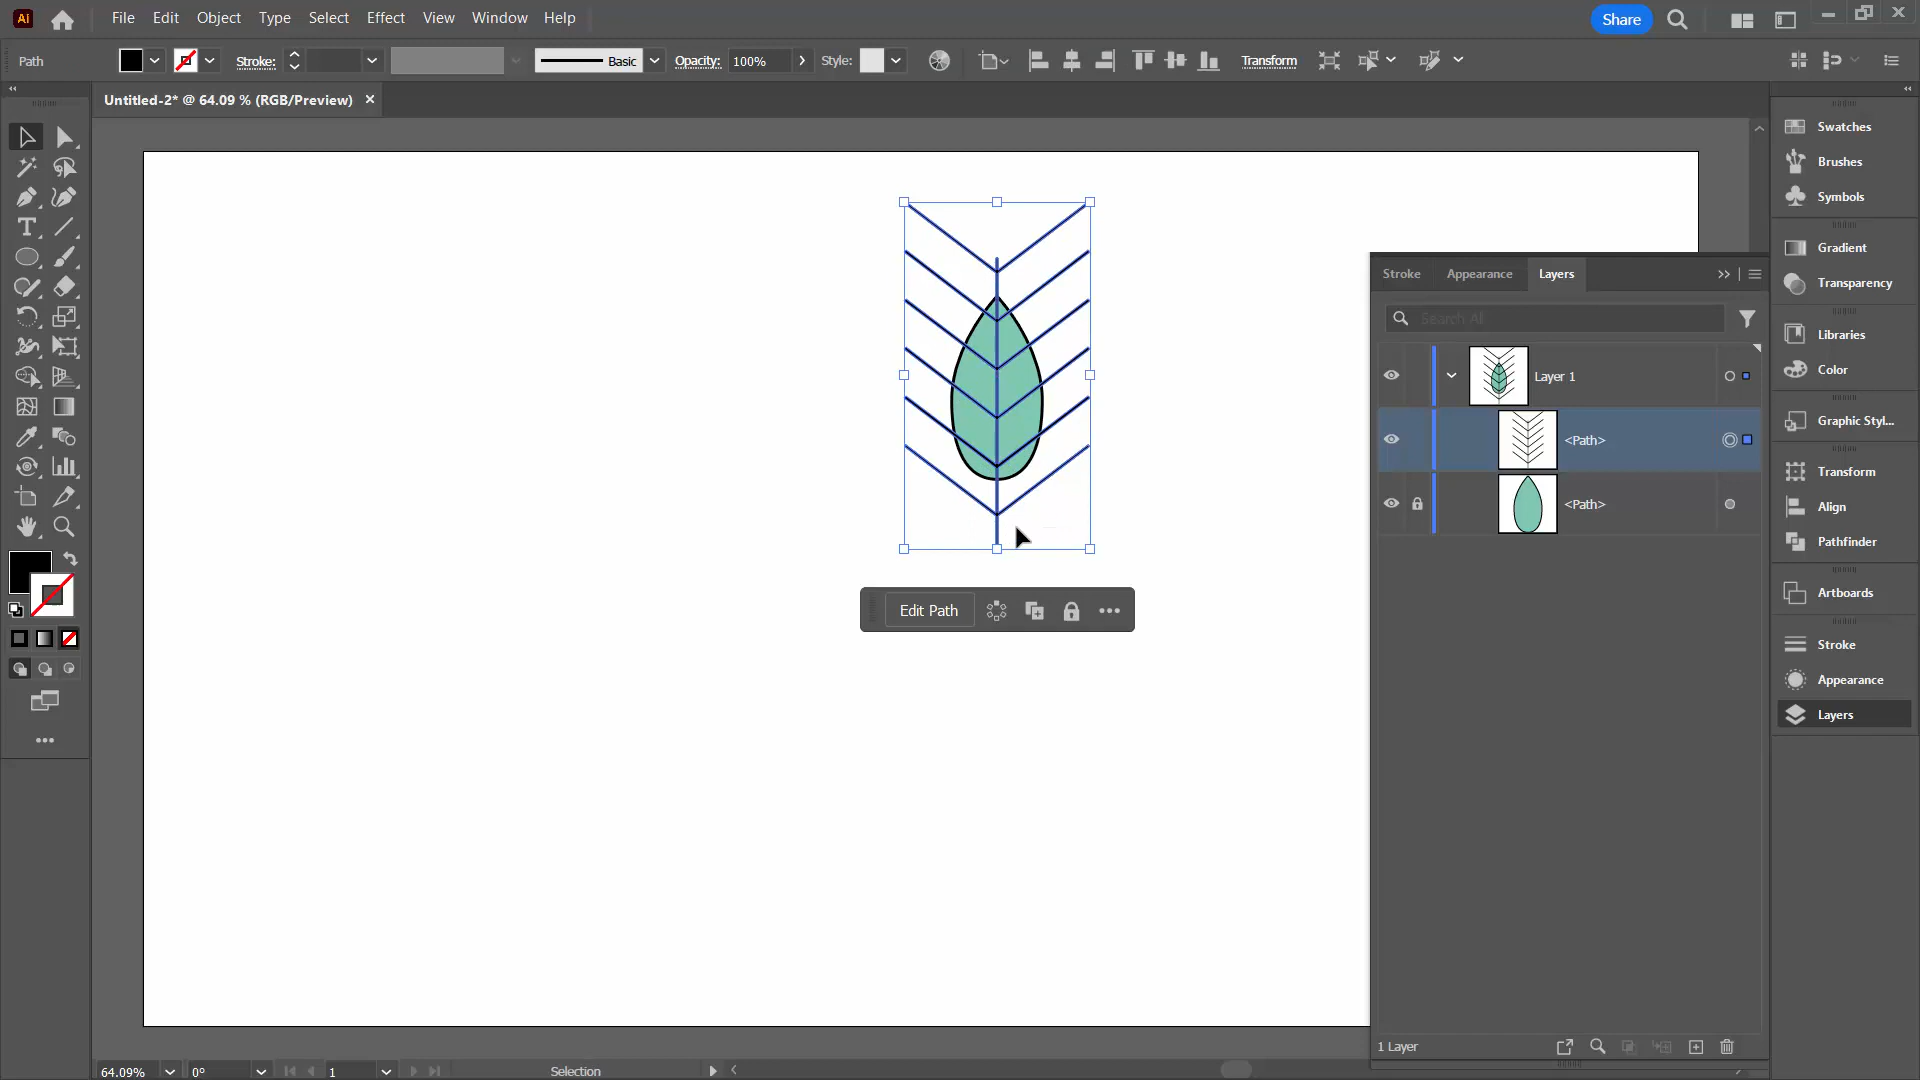 Ai File Edit Object Type Select Effect View Window Help Share
Path Stroke: Basic Opacity: 100% Style: Transform
Untitled-2* @ 64.09 % (RGB/Preview) ×
Swatches
Brushes
Symbols
Gradient
Transparency
Libraries
Color
Graphic Styl...
Transform
Align
Pathfinder
Artboards
Stroke
Appearance
Layers
Stroke Appearance Layers
Search All
Layer 1
<Path>
<Path>
1 Layer
Edit Path
64.09% 0° 1 Selection